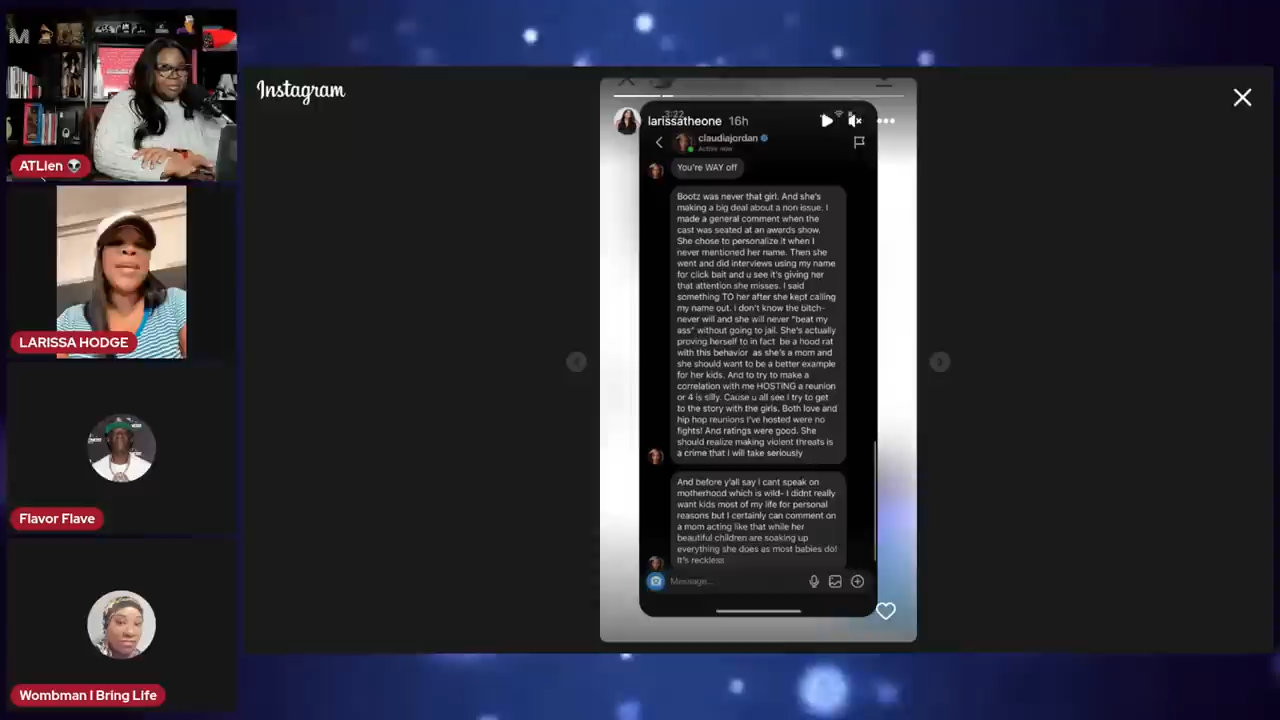 M
ATLien 👽
LARISSA HODGE
Flavor Flave
Wombman I Bring LIfe
Instagram
3:22
larissatheone 16h
claudiajordan
Active now
You're WAY off
Bootz was never that girl. And she's
making a big deal about a non issue. I
made a general comment when the
cast was seated at an awards show.
She chose to personalize it when I
never mentioned her name. Then she
went and did interviews using my name
for click bait and u see it's giving her
that attention she misses. I said
something TO her after she kept calling
my name out. I don't know the bitch-
never will and she will never "beat my
ass" without going to jail. She's actually
proving herself to in fact be a hood rat
with this behavior as she's a mom and
she should want to be a better example
for her kids. And to try to make a
correlation with me HOSTING a reunion
or 4 is silly. Cause u all see I try to get
to the story with the girls. Both love and
hip hop reunions I've hosted were no
fights! And ratings were good. She
should realize making violent threats is
a crime that I will take seriously
And before y'all say I cant speak on
motherhood which is wild- I didnt really
want kids most of my life for personal
reasons but I certainly can comment on
a mom acting like that while her
beautiful children are soaking up
everything she does as most babies do!
It's reckless
Message...